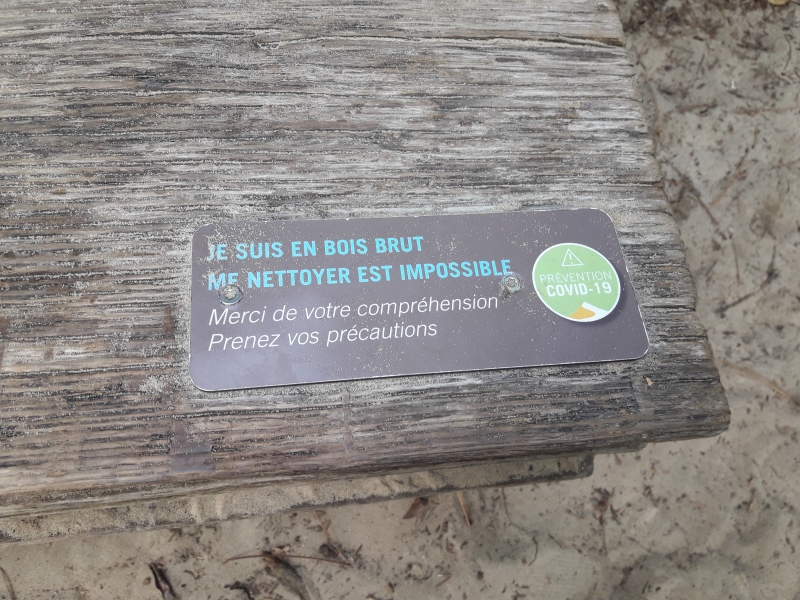 JE SUIS EN BOIS BRUT
ME NETTOYER EST IMPOSSIBLE
Merci de votre compréhension
Prenez vos précautions
PRÉVENTION
COVID-19